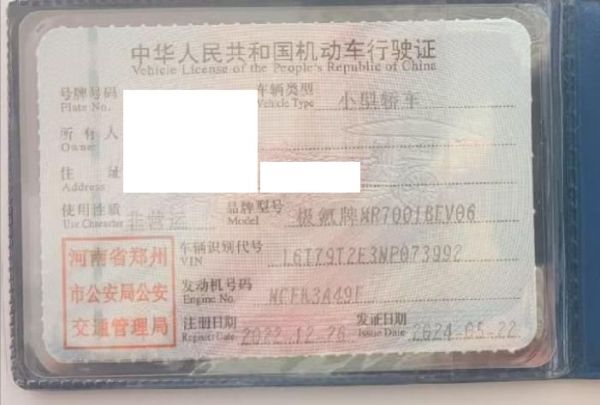 中华人民共和国机动车行驶证
Vehicle License of the People's Republic of China
号牌号码 车辆类型 小型轿车
Plate No. Vehicle Type
所有人
Owner
住 址
Address
使用性质 非营运 品牌型号 极氪牌MR7001BEV06
Use Character Model
河南省郑州市公安局公安交通管理局
车辆识别代号 L6T79T2E3NP073992
VIN
发动机号码 NCFK3A49F
Engine No.
注册日期 2022-12-26 发证日期 2024-05-22
Register Date Issue Date